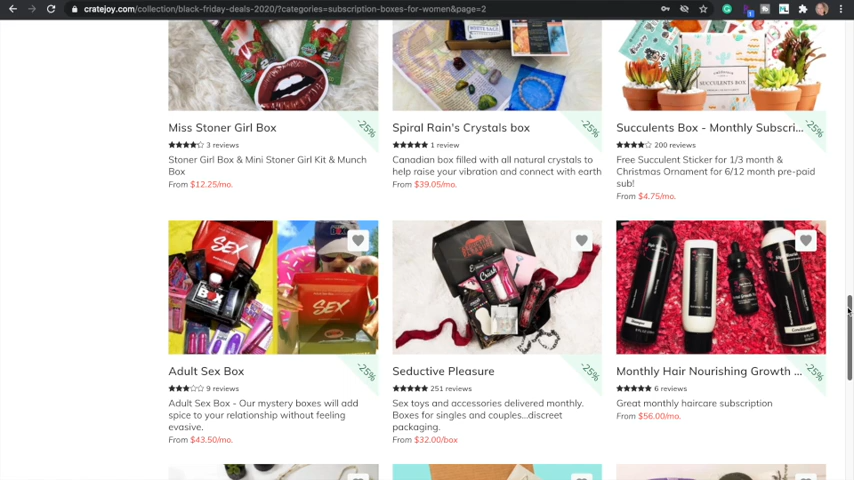 cratejoy.com/collection/black-friday-deals-2020/?categories=subscription-boxes-for-women&page=2
WHITE SALE
SUCCULENTS BOX
-25%
-25%
-25%
Miss Stoner Girl Box
Spiral Rain's Crystals box
Succulents Box - Monthly Subscri...
3 reviews
1 review
200 reviews
Stoner Girl Box & Mini Stoner Girl Kit & Munch
Box
From $12.25/mo.
Canadian box filled with all natural crystals to
help raise your vibration and connect with earth
From $39.05/mo.
Free Succulent Sticker for 1/3 month &
Christmas Ornament for 6/12 month pre-paid
sub!
From $4.75/mo.
SEX
SEX
Crush
-25%
-25%
-25%
Adult Sex Box
Seductive Pleasure
Monthly Hair Nourishing Growth ...
9 reviews
251 reviews
6 reviews
Adult Sex Box - Our mystery boxes will add
spice to your relationship without feeling
evasive.
From $43.50/mo.
Sex toys and accessories delivered monthly.
Boxes for singles and couples...discreet
packaging.
From $32.00/box
Great monthly haircare subscription
From $56.00/mo.